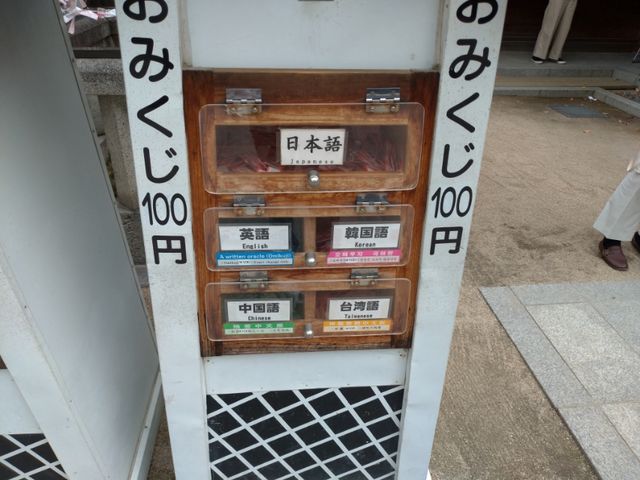 おみくじ100円
おみくじ100円
日本語
Japanese
英語
English
A written oracle (Omikuji)
韓国語
Korean
中国語
Chinese
台湾語
Taiwanese